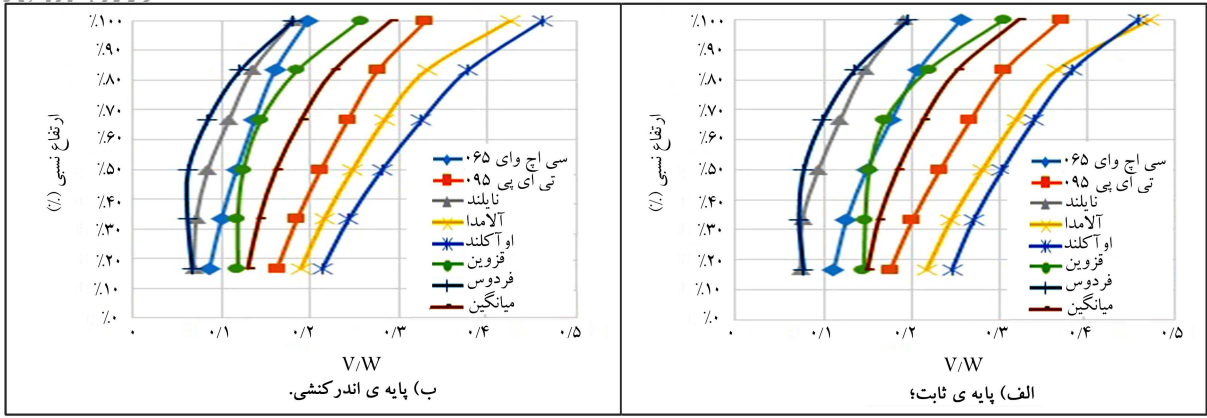 ارتفاع نسبی (٪)
٪۱۰۰
٪۹۰
٪۸۰
٪۷۰
٪۶۰
٪۵۰
٪۴۰
٪۳۰
٪۲۰
٪۱۰
٪۰
سی اچ وای ۰۶۵
تی ای پی ۰۹۵
نایلند
آلامدا
اوآکلند
قزوین
فردوس
میانگین
۰ ۰/۱ ۰/۲ ۰/۳ ۰/۴ ۰/۵
V/W
الف) پایه ی ثابت؛
ارتفاع نسبی (٪)
٪۱۰۰
٪۹۰
٪۸۰
٪۷۰
٪۶۰
٪۵۰
٪۴۰
٪۳۰
٪۲۰
٪۱۰
٪۰
سی اچ وای ۰۶۵
تی ای پی ۰۹۵
نایلند
آلامدا
اوآکلند
قزوین
فردوس
میانگین
۰ ۰/۱ ۰/۲ ۰/۳ ۰/۴ ۰/۵
V/W
ب) پایه ی اندرکنشی.